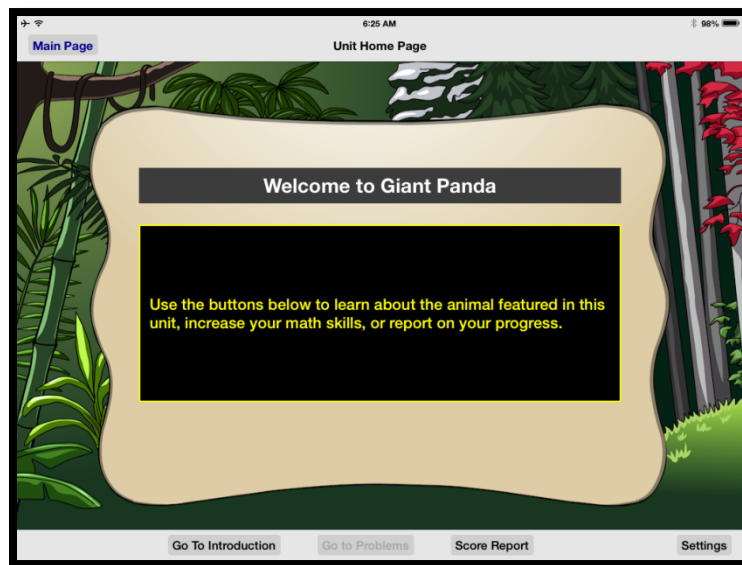 6:25 AM
98%
Main Page
Unit Home Page
Welcome to Giant Panda
Use the buttons below to learn about the animal featured in this
unit, increase your math skills, or report on your progress.
Go To Introduction
Go to Problems
Score Report
Settings